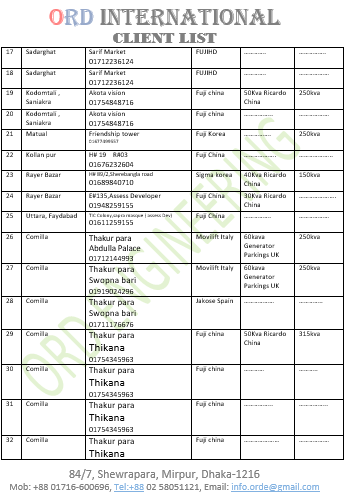 ORD INTERNATIONAL
CLIENT LIST
17 Sadarghat Sarif Market FUJIHD ............... ...............
01712236124
18 Sadarghat Sarif Market FUJIHD ............... ...............
01712236124
19 Kodomtali , Akota vision Fuji china 50Kva Ricardo 250kva
Saniakra 01754848716 China
20 Kodomtali , Akota vision Fuji china ............... ...............
Saniakra 01754848716
21 Matual Friendship tower Fuji Korea ............... 250kva
22 Kollan pur H# 19 R#03 Fuji China ............... ...............
01676232604
23 Rayer Bazar H# 89/2,Sherebangla road Sigma korea 40Kva Ricardo 150kva
01689840710 China
24 Rayer Bazar E#135,Assess Developer Fuji China 30Kva Ricardo ...............
01948259155 China
25 Uttara, Faydabad TIC Colony,sapra mosque ( assess Dev) Fuji china ............... ...............
01611259155
26 Comilla Thakur para Movilift Italy 60kava 250kva
Abdulla Palace Generator
01712144993 Parkings UK
27 Comilla Thakur para Movilift Italy 60kava 250kva
Swopna bari Generator
01919024296 Parkings UK
28 Comilla Thakur para Jakose Spain ............... ...............
Swopna bari
01711176676
29 Comilla Thakur para Fuji china 50Kva Ricardo 315kva
Thikana China
01754345963
30 Comilla Thakur para Fuji china ............... ...............
Thikana
01754345963
31 Comilla Thakur para Fuji china ............... ...............
Thikana
01754345963
32 Comilla Thakur para Fuji china ............... ...............
Thikana
ORD ENGINEERING
84/7, Shewrapara, Mirpur, Dhaka-1216
Mob: +88 01716-600696, Tel:+88 02 58051121, Email: info.orde@gmail.com